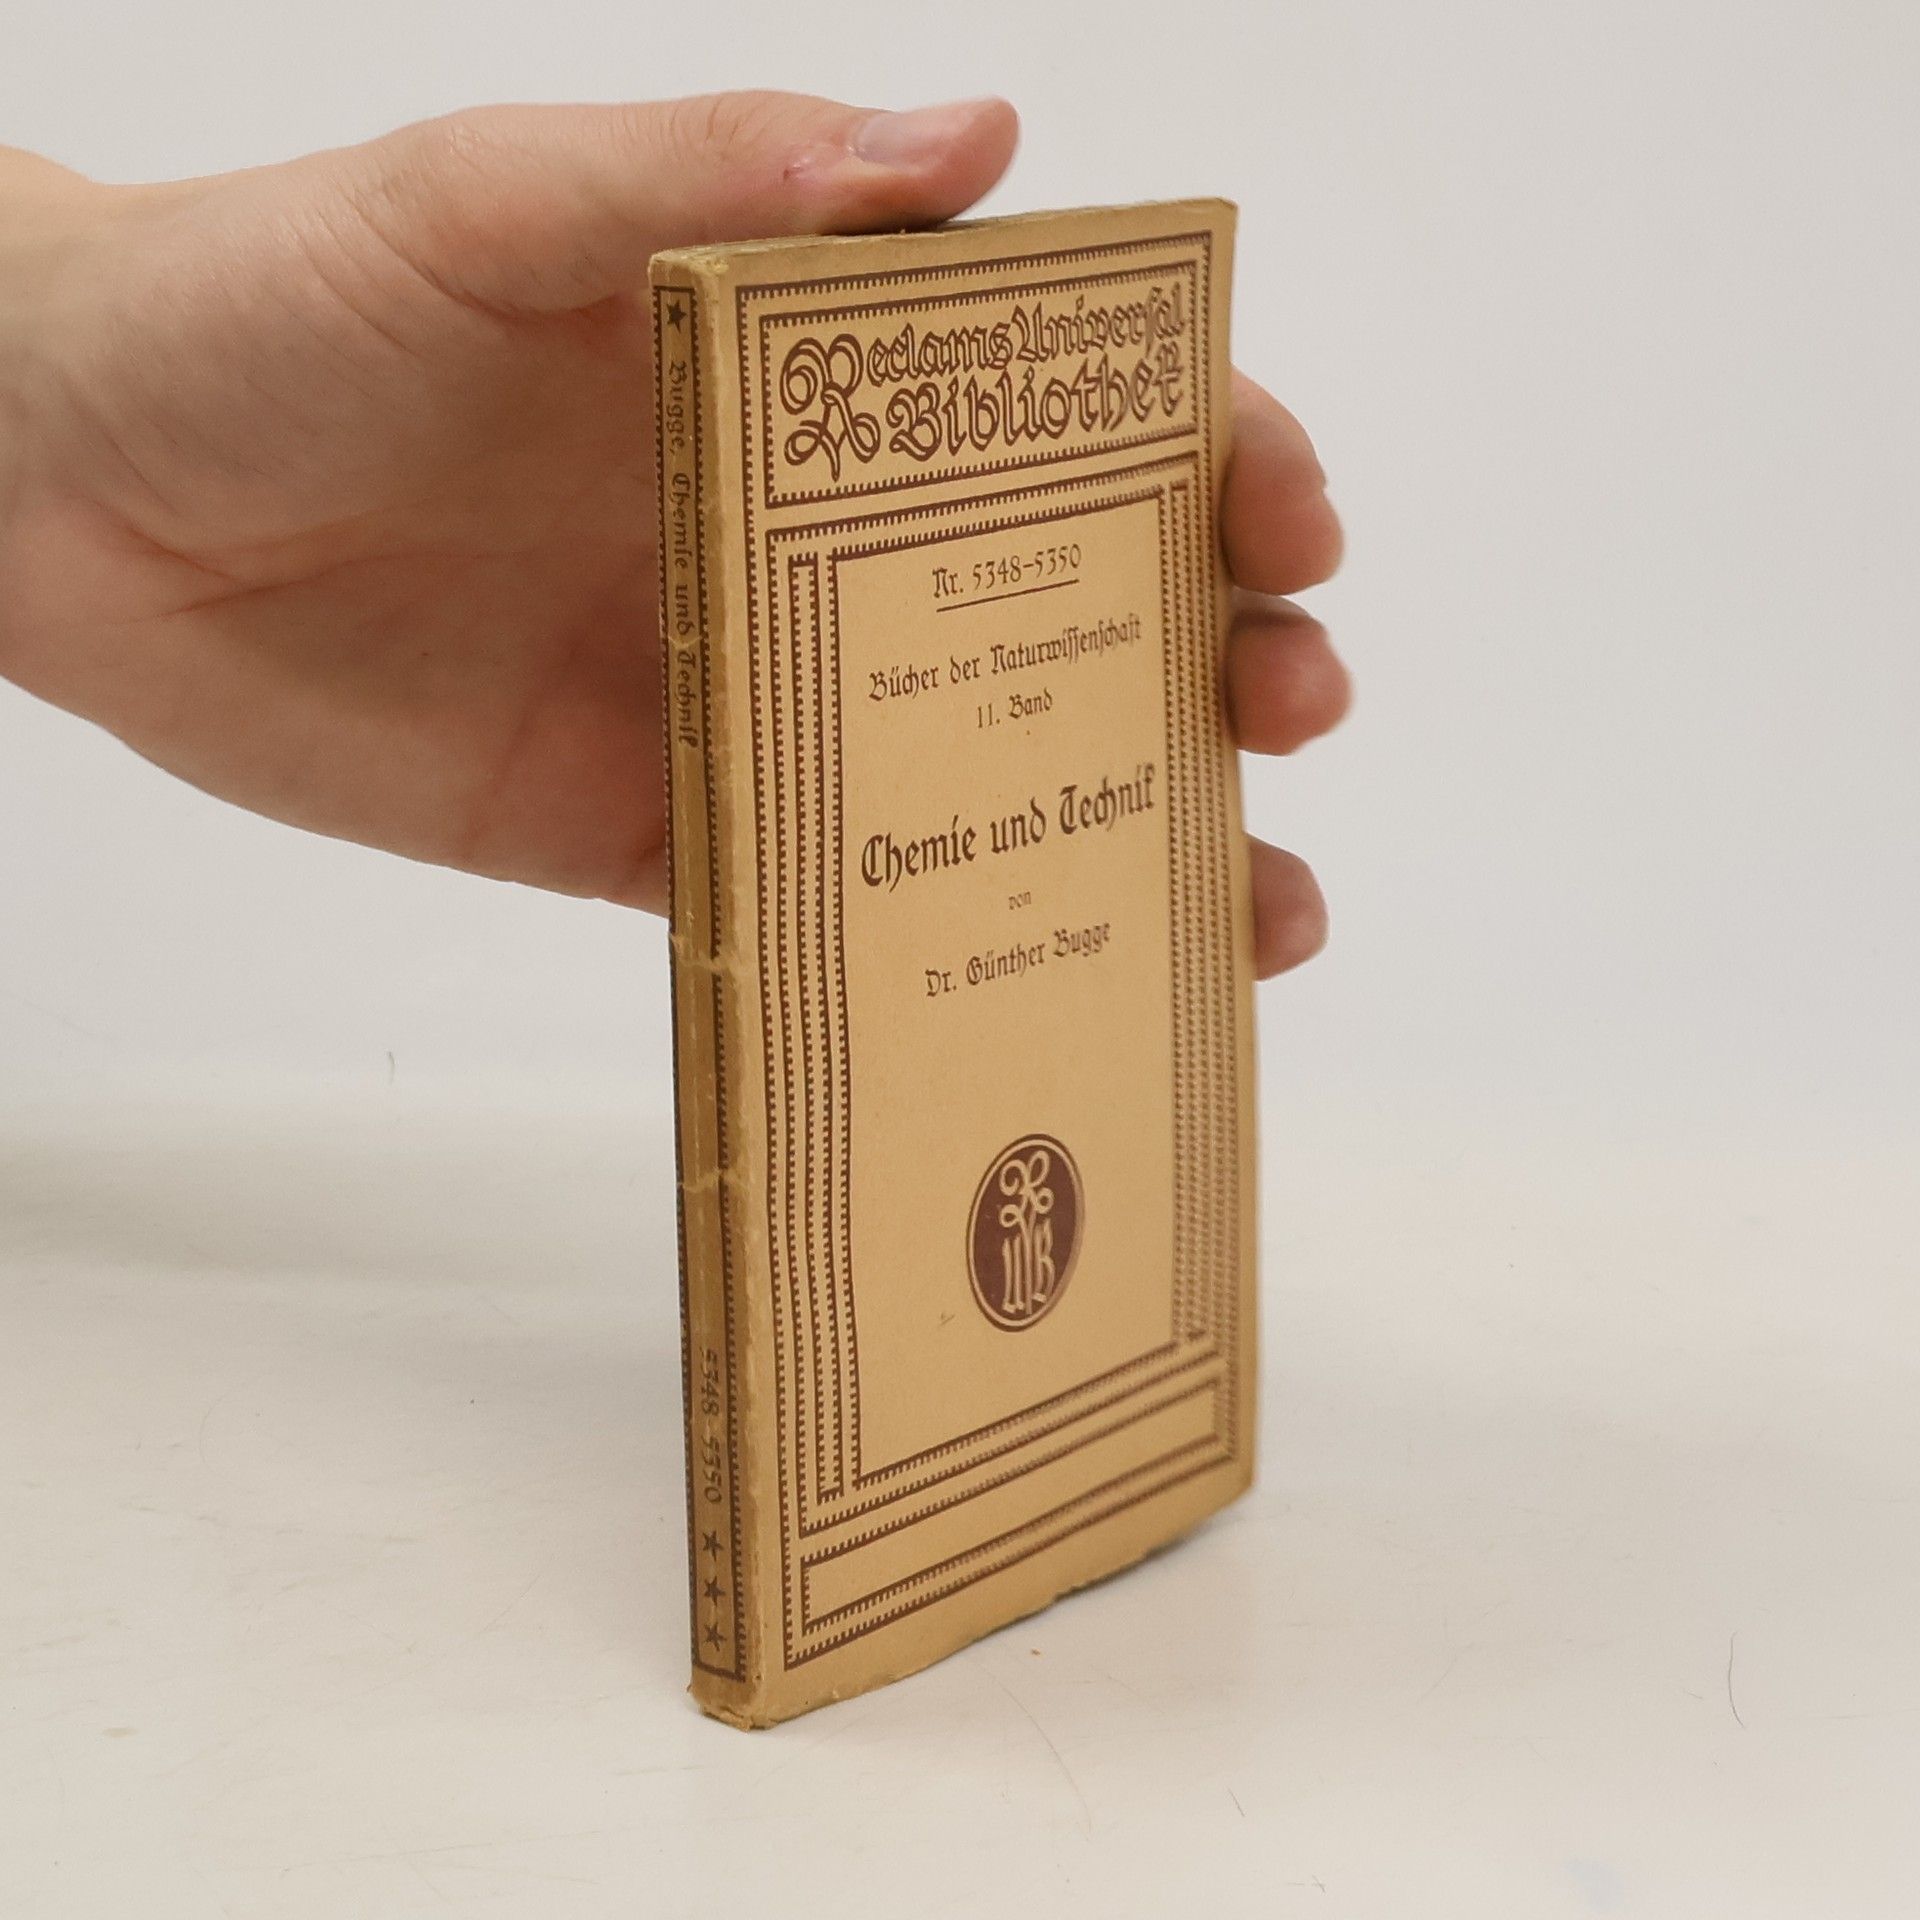 Reclams Universal
Bibliothek
Nr. 5348-5350
Bücher der Naturwissenschaft
11. Band
Chemie und Technik
von
Dr. Günther Bugge
RUB
★ Bugge, Chemie und Technik
5348-5350 ★ ★ ★